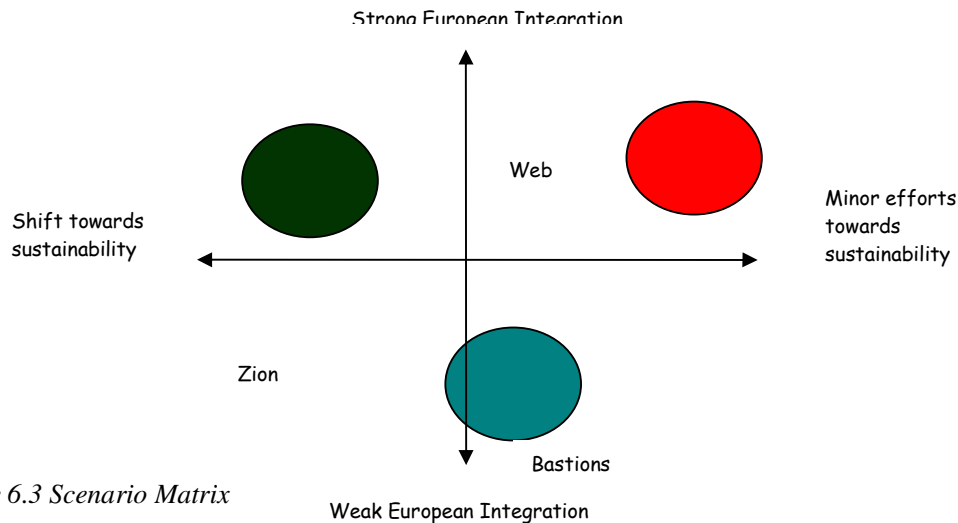 Strong European Integration
Web
Shift towards
sustainability
Minor efforts
towards
sustainability
Zion
Bastions
6.3 Scenario Matrix
Weak European Integration